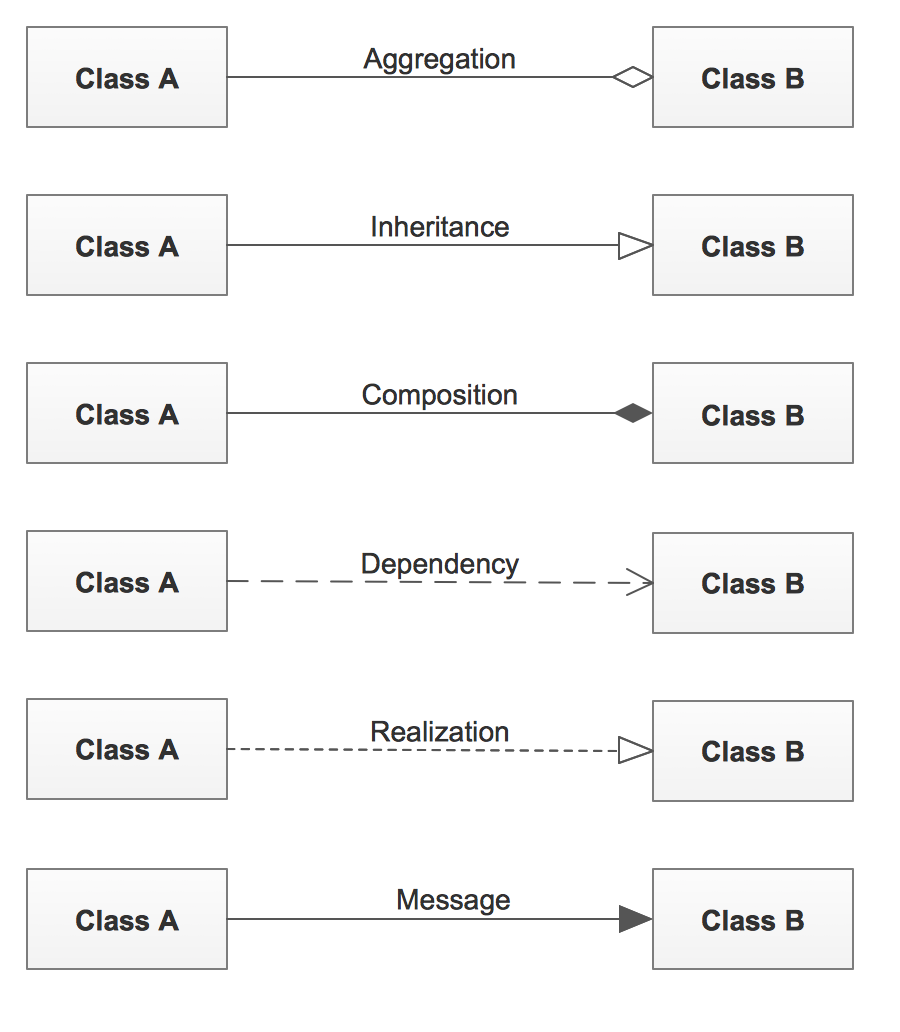 Class A
Aggregation
Class B
Class A
Inheritance
Class B
Class A
Composition
Class B
Class A
Dependency
Class B
Class A
Realization
Class B
Class A
Message
Class B